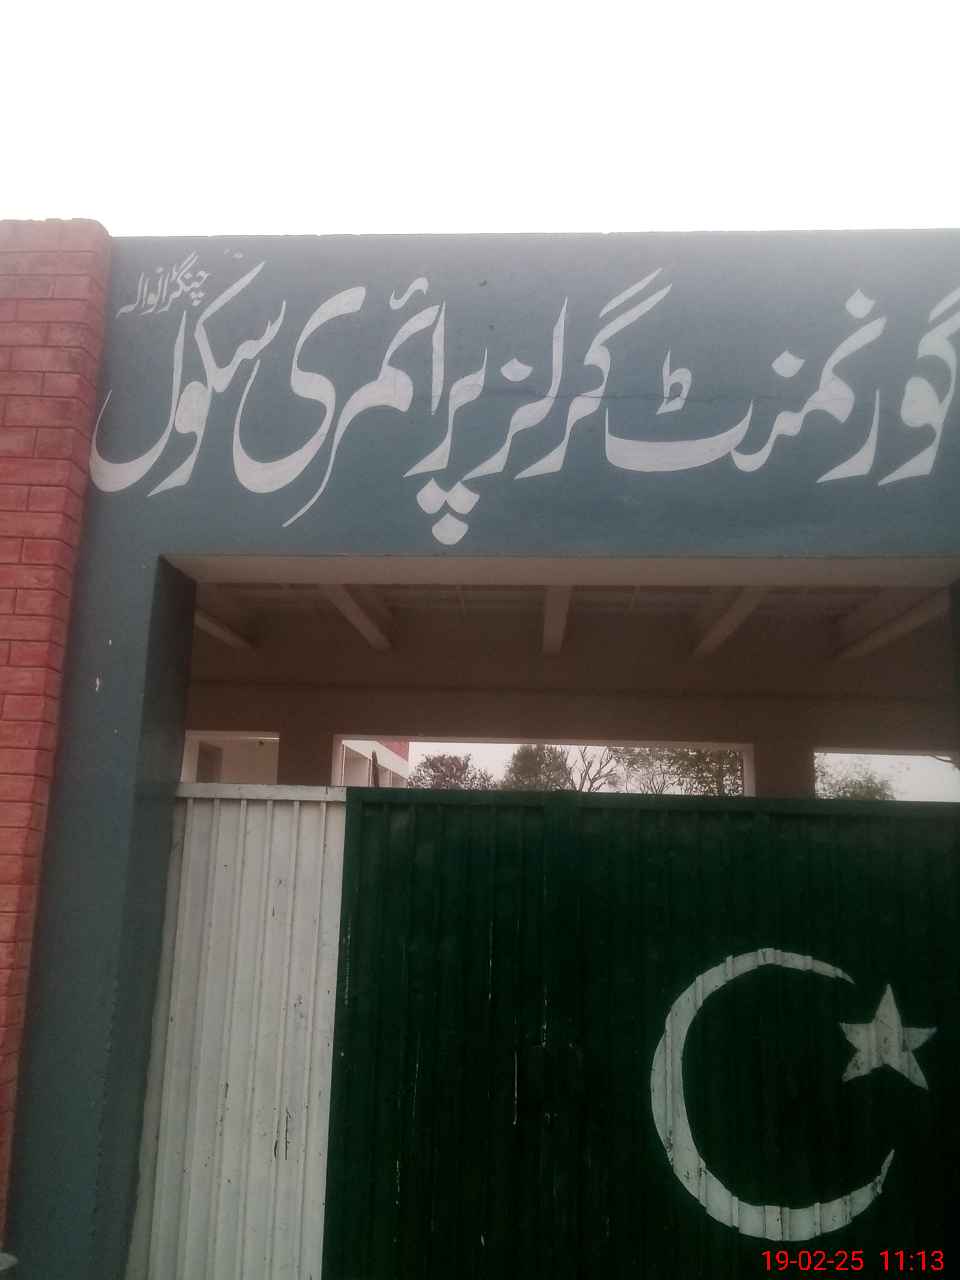 گورنمنٹ گرلز پرائمری سکول
چنگڑانوالہ
19-02-25 11:13